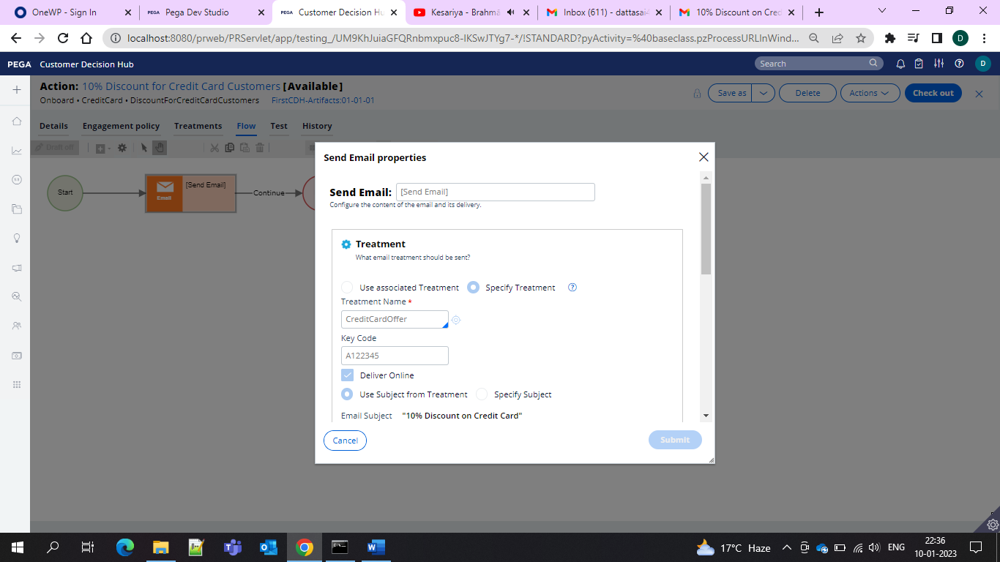 OneWP - Sign In
PEGA Pega Dev Studio
PEGA Customer Decision Hu
Kesariya - Brahmā
Inbox (611) - dattasai4
10% Discount on Cred
localhost:8080/prweb/PRServlet/app/testing_/UM9KhJuiaGFQRnbmxpuc8-IKSwJTYg7-*/!STANDARD?pyActivity=%40baseclass.pzProcessURLInWind...
D
PEGA Customer Decision Hub
Search
D
Action: 10% Discount for Credit Card Customers [Available]
Onboard • CreditCard • DiscountForCreditCardCustomers FirstCDH-Artifacts:01-01-01
Save as
Delete
Actions
Check out
Details
Engagement policy
Treatments
Flow
Test
History
Draft off
Start
Email
[Send Email]
Continue
Send Email properties
Send Email: [Send Email]
Configure the content of the email and its delivery.
Treatment
What email treatment should be sent?
Use associated Treatment
Specify Treatment
?
Treatment Name *
CreditCardOffer
Key Code
A122345
Deliver Online
Use Subject from Treatment
Specify Subject
Email Subject "10% Discount on Credit Card"
Cancel
Submit
17°C Haze
ENG
22:36
10-01-2023